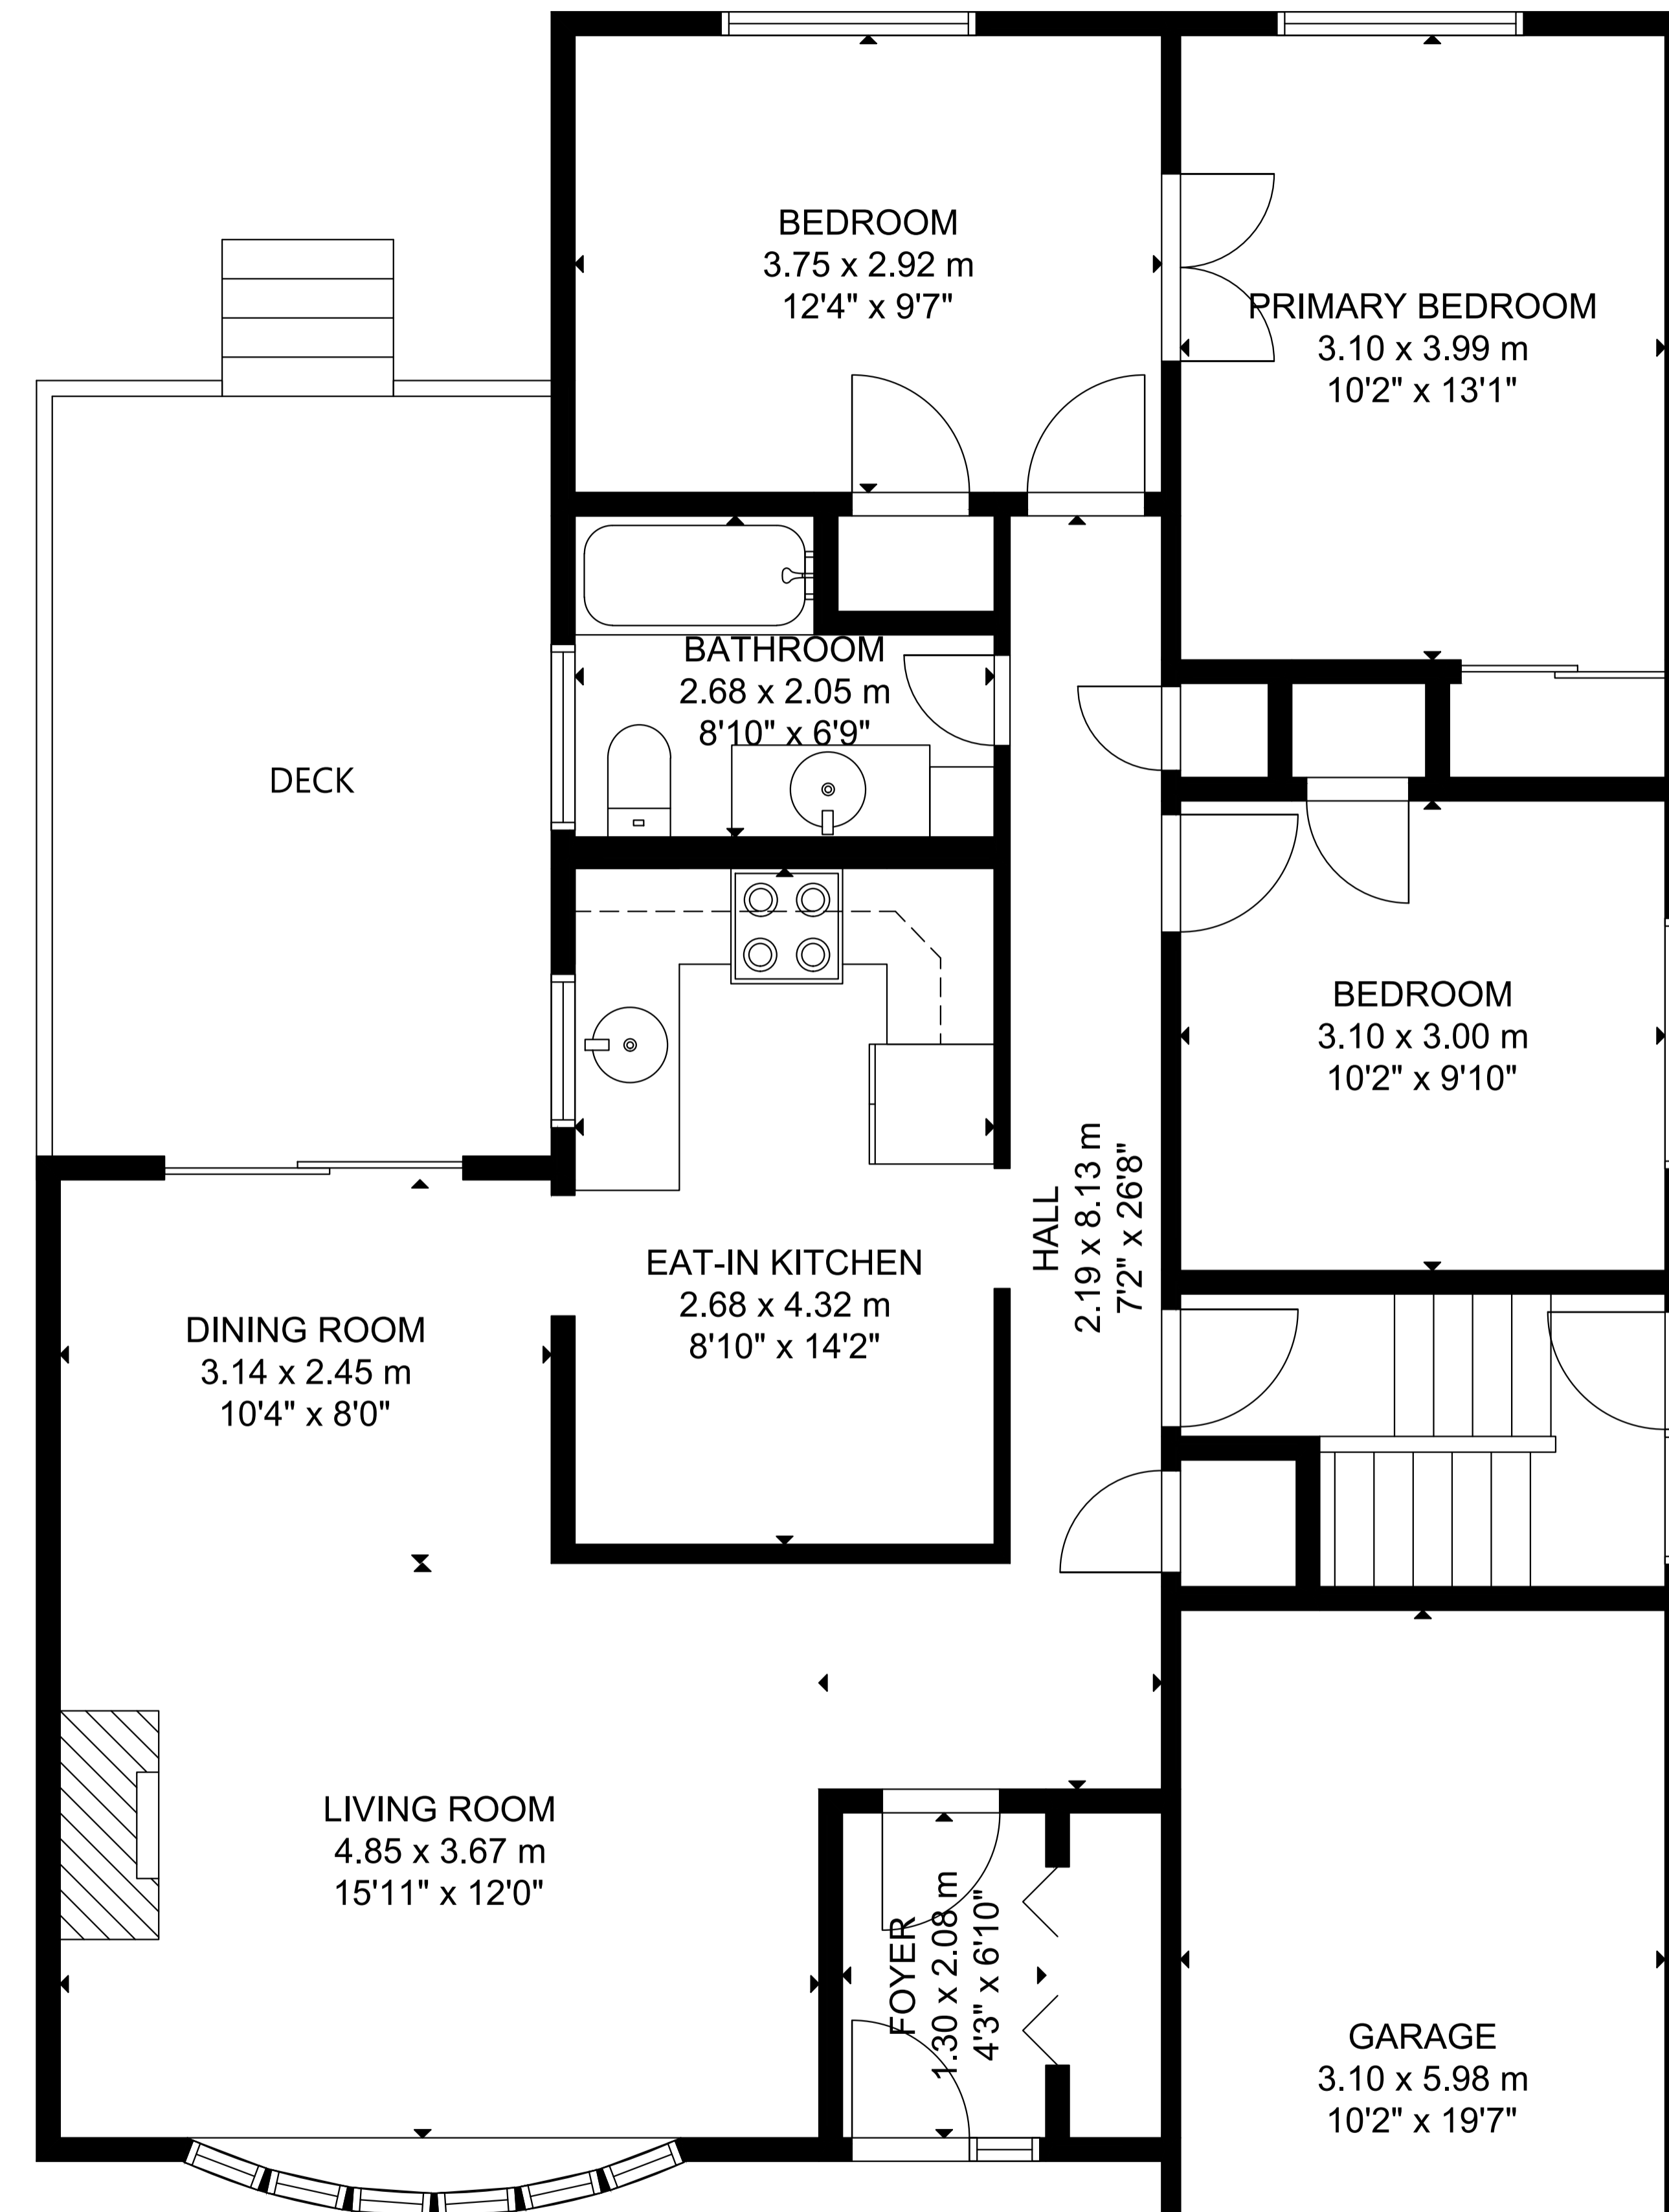 BEDROOM
3.75 x 2.92 m
12'4" x 9'7"
PRIMARY BEDROOM
3.10 x 3.99 m
10'2" x 13'1"
BATHROOM
2.68 x 2.05 m
8'10" x 6'9"
DECK
BEDROOM
3.10 x 3.00 m
10'2" x 9'10"
HALL
2.19 x 8.13 m
7'2" x 26'8"
EAT-IN KITCHEN
2.68 x 4.32 m
8'10" x 14'2"
DINING ROOM
3.14 x 2.45 m
10'4" x 8'0"
LIVING ROOM
4.85 x 3.67 m
15'11" x 12'0"
FOYER
1.30 x 2.08 m
4'3" x 6'10"
GARAGE
3.10 x 5.98 m
10'2" x 19'7"